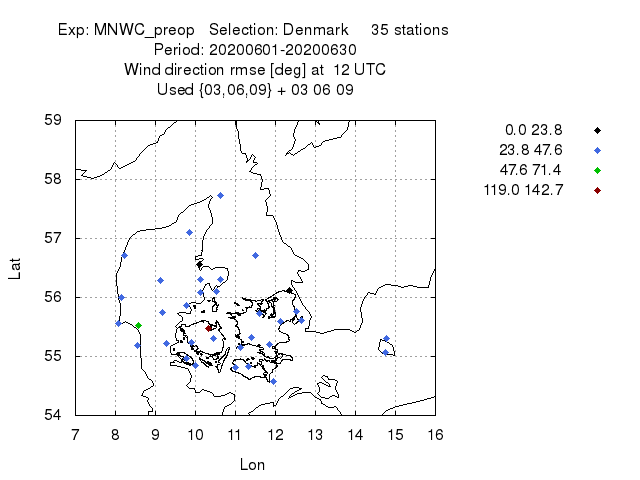 Exp: MNWC_preop Selection: Denmark 35 stations
Period: 20200601-20200630
Wind direction rmse [deg] at 12 UTC
Used {03,06,09} + 03 06 09
0.0 23.8
23.8 47.6
47.6 71.4
119.0 142.7
59
58
57
56
55
54
Lat
7 8 9 10 11 12 13 14 15 16
Lon